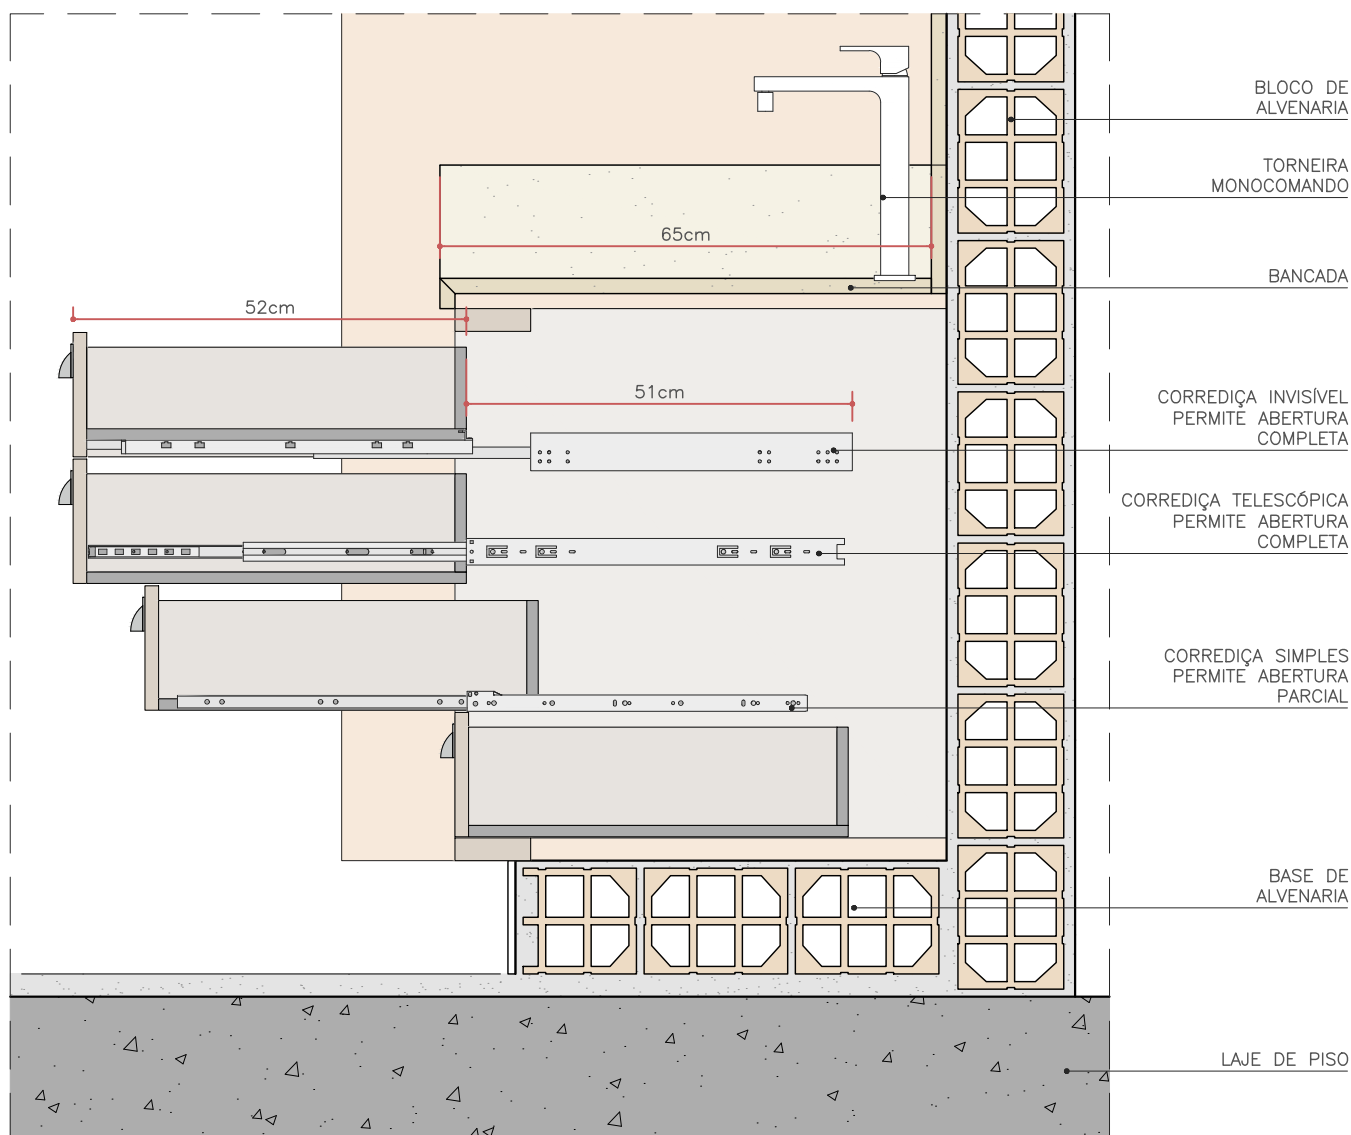 BLOCO DE
ALVENARIA
TORNEIRA
MONOCOMANDO
65cm
BANCADA
52cm
51cm
CORREDIÇA INVISÍVEL
PERMITE ABERTURA
COMPLETA
CORREDIÇA TELESCÓPICA
PERMITE ABERTURA
COMPLETA
CORREDIÇA SIMPLES
PERMITE ABERTURA
PARCIAL
BASE DE
ALVENARIA
LAJE DE PISO